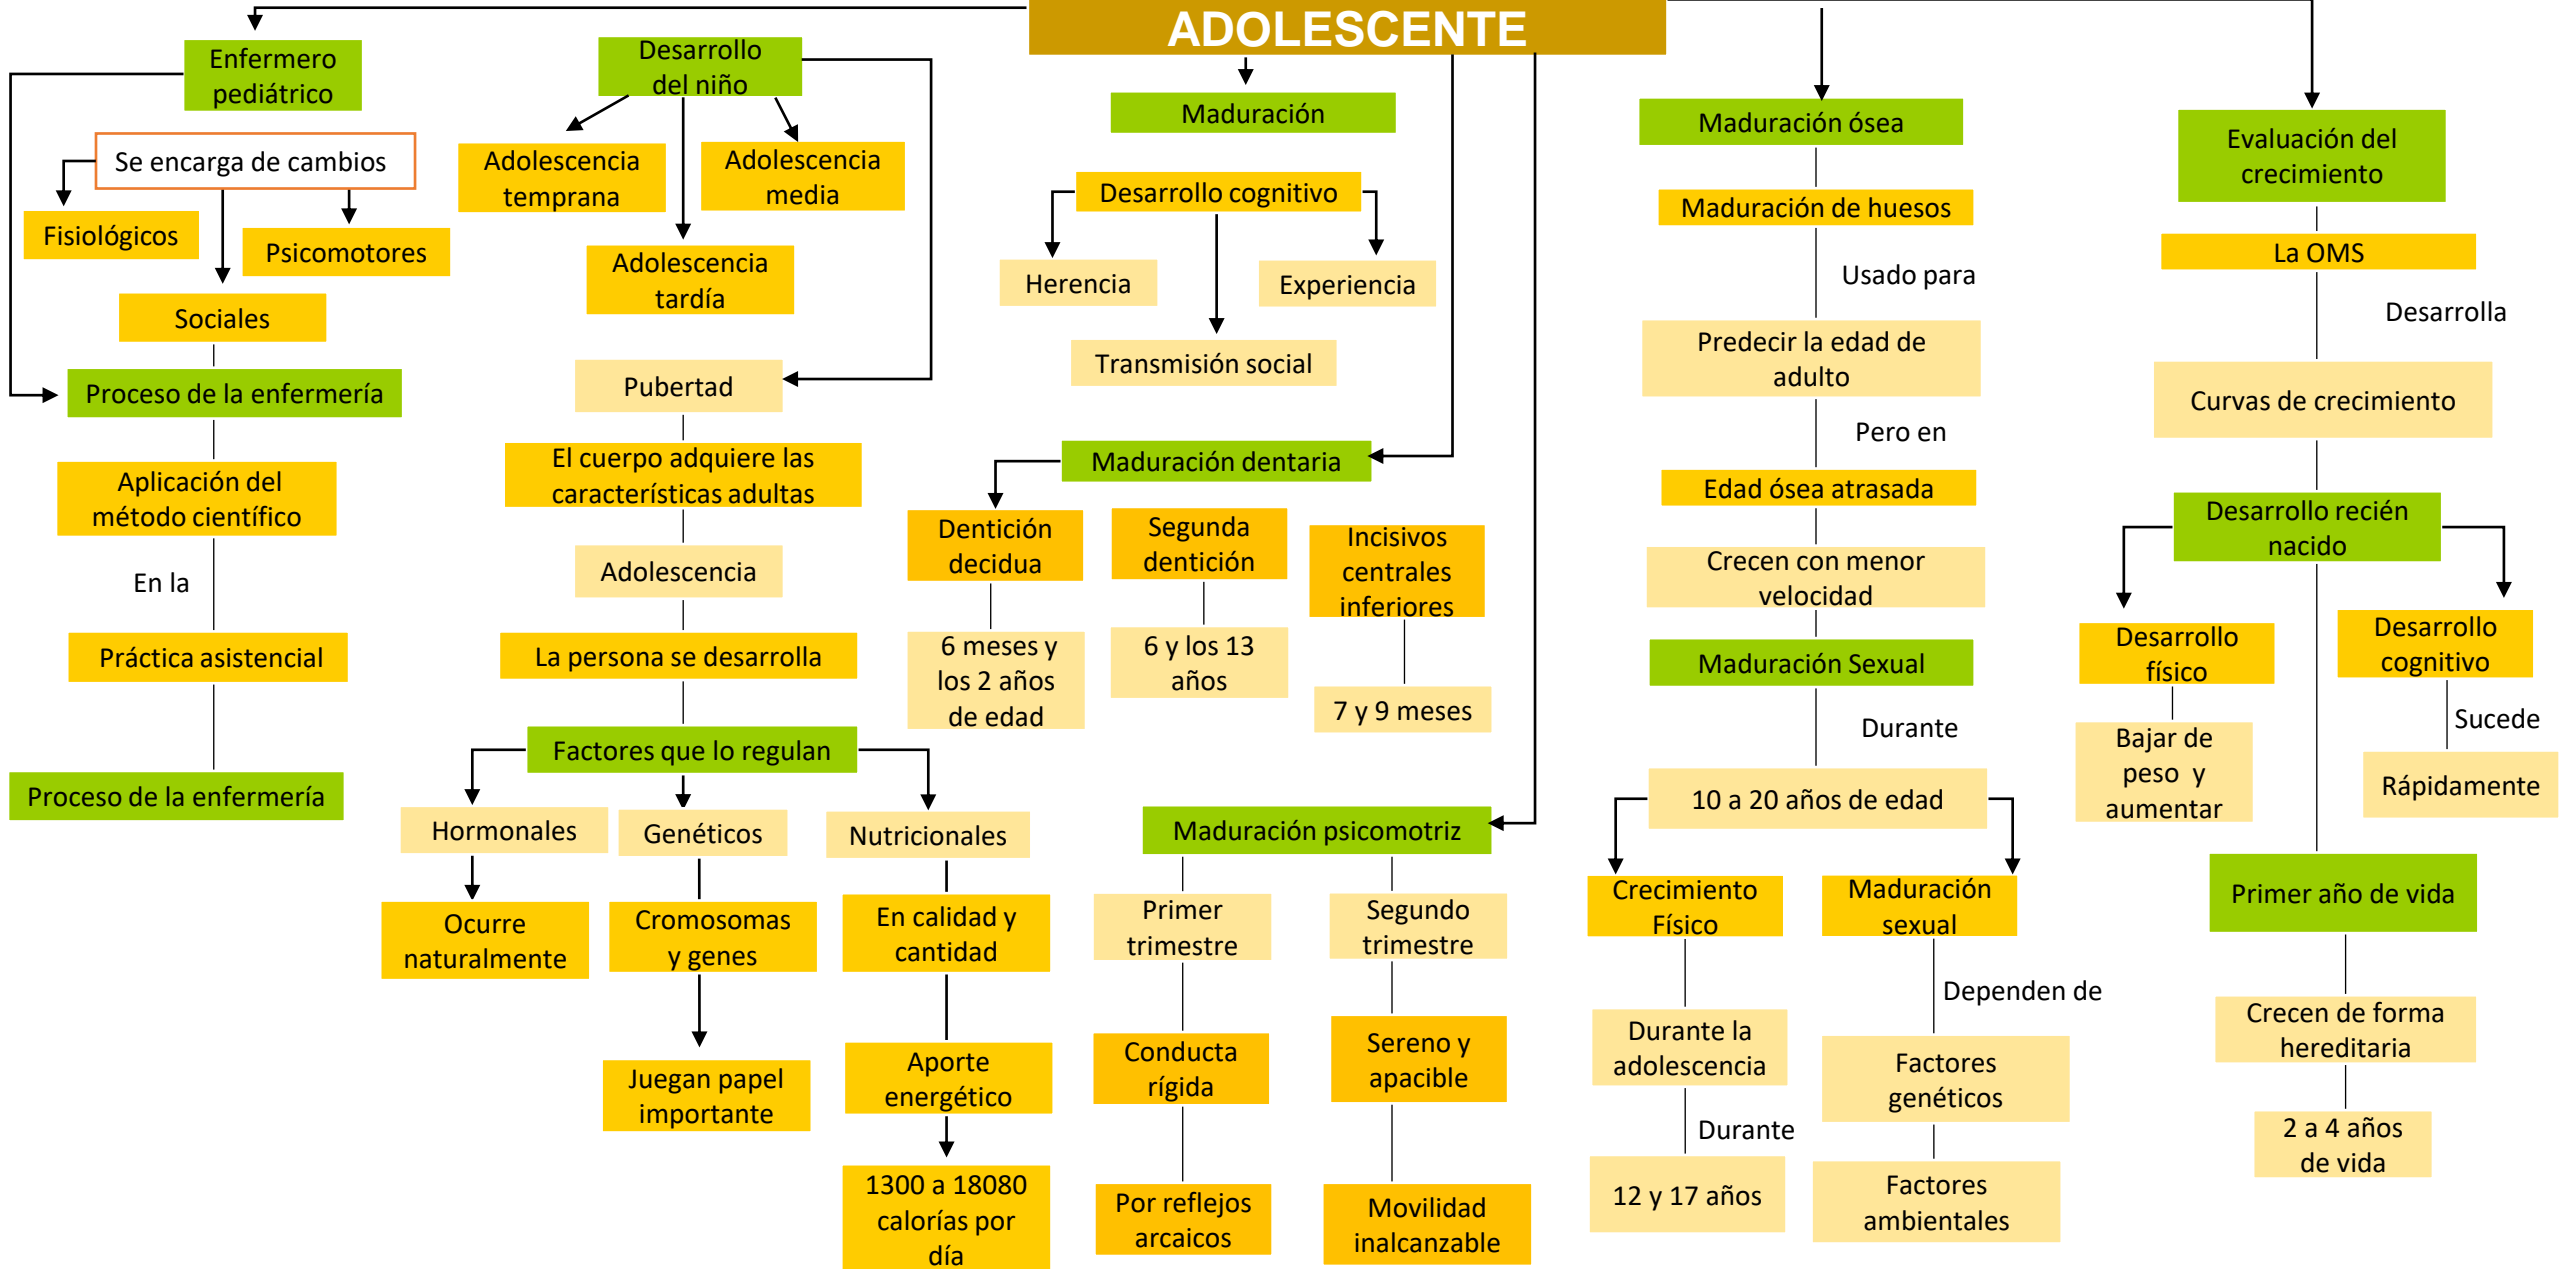 ADOLESCENTE
Enfermero
pediátrico
Se encarga de cambios
Fisiológicos
Psicomotores
Sociales
Proceso de la enfermería
Aplicación del
método científico
En la
Práctica asistencial
Proceso de la enfermería
Desarrollo
del niño
Adolescencia
temprana
Adolescencia
media
Adolescencia
tardía
Pubertad
El cuerpo adquiere las
características adultas
Adolescencia
La persona se desarrolla
Factores que lo regulan
Hormonales
Genéticos
Nutricionales
Ocurre
naturalmente
Cromosomas
y genes
En calidad y
cantidad
Juegan papel
importante
Aporte
energético
1300 a 18080
calorías por
día
Maduración
Desarrollo cognitivo
Herencia
Experiencia
Transmisión social
Maduración dentaria
Dentición
decidua
Segunda
dentición
Incisivos
centrales
inferiores
6 meses y
los 2 años
de edad
6 y los 13
años
7 y 9 meses
Maduración psicomotriz
Primer
trimestre
Segundo
trimestre
Conducta
rígida
Sereno y
apacible
Por reflejos
arcaicos
Movilidad
inalcanzable
Maduración ósea
Maduración de huesos
Usado para
Predecir la edad de
adulto
Pero en
Edad ósea atrasada
Crecen con menor
velocidad
Maduración Sexual
Durante
10 a 20 años de edad
Crecimiento
Físico
Maduración
sexual
Dependen de
Durante la
adolescencia
Factores
genéticos
Durante
12 y 17 años
Factores
ambientales
Evaluación del
crecimiento
La OMS
Desarrolla
Curvas de crecimiento
Desarrollo recién
nacido
Desarrollo
físico
Desarrollo
cognitivo
Sucede
Bajar de
peso y
aumentar
Rápidamente
Primer año de vida
Crecen de forma
hereditaria
2 a 4 años
de vida